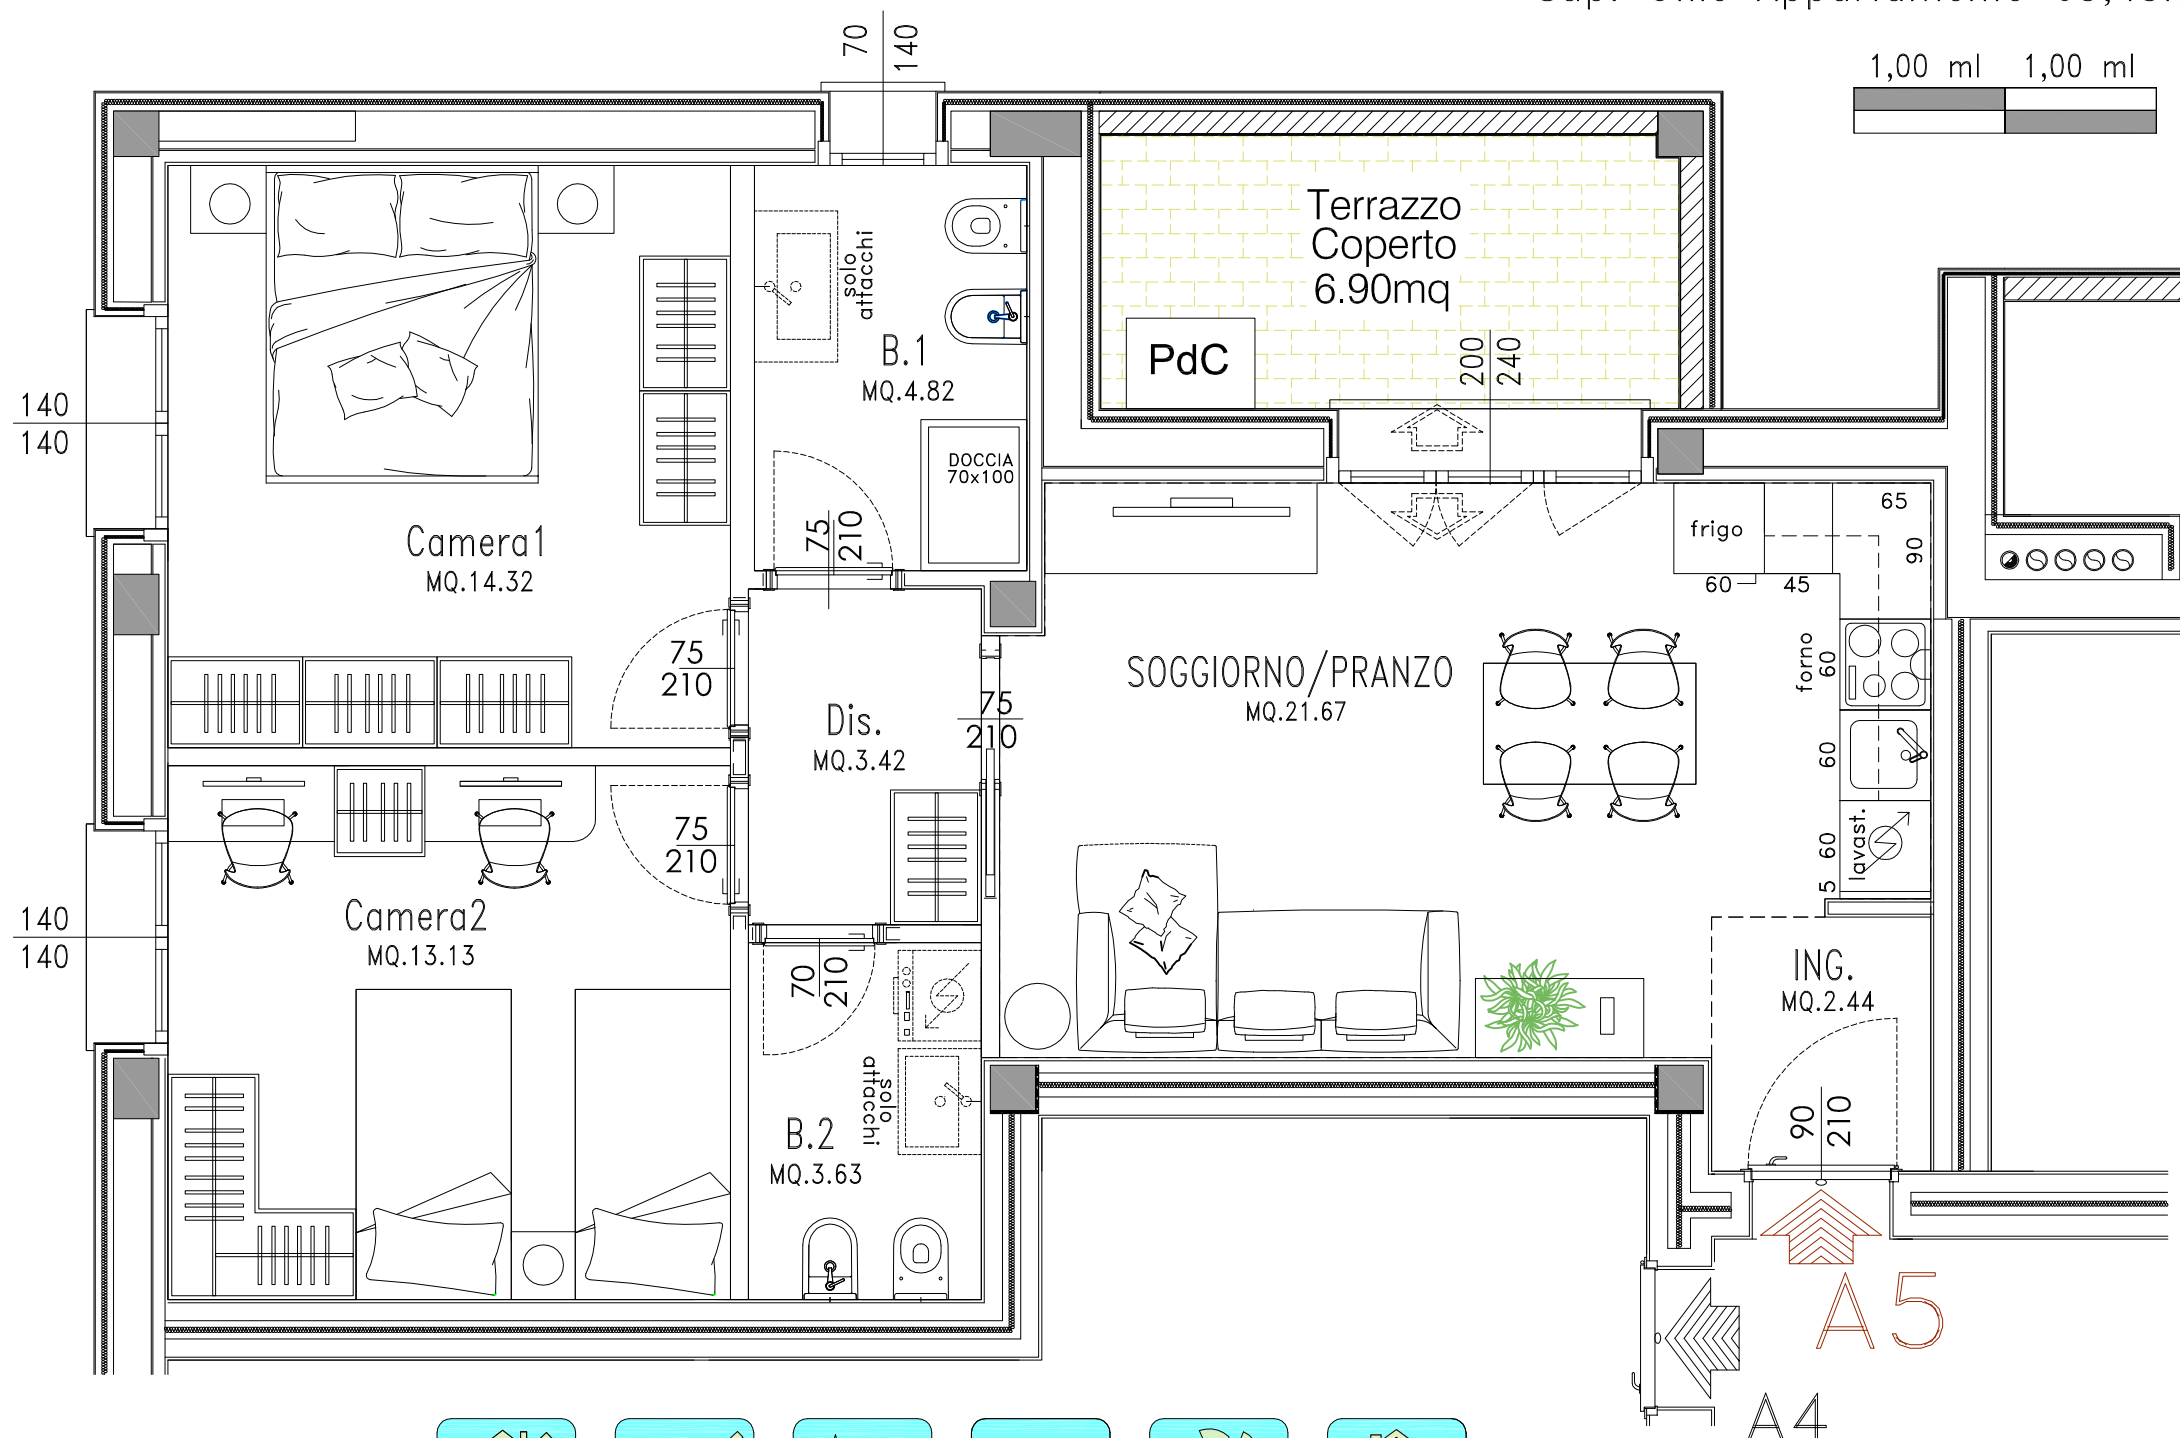 1,00 ml 1,00 ml
70
140
Terrazzo
Coperto
6.90mq
PdC
200
240
solo
attacchi
B.1
MQ.4.82
DOCCIA
70x100
140
140
Camera1
MQ.14.32
75
210
frigo
65
90
60
45
forno
60
60
lavast.
60
5
SOGGIORNO/PRANZO
MQ.21.67
75
210
Dis.
MQ.3.42
75
210
75
210
140
140
Camera2
MQ.13.13
70
210
ING.
MQ.2.44
solo
attacchi
B.2
MQ.3.63
90
210
A5
A4